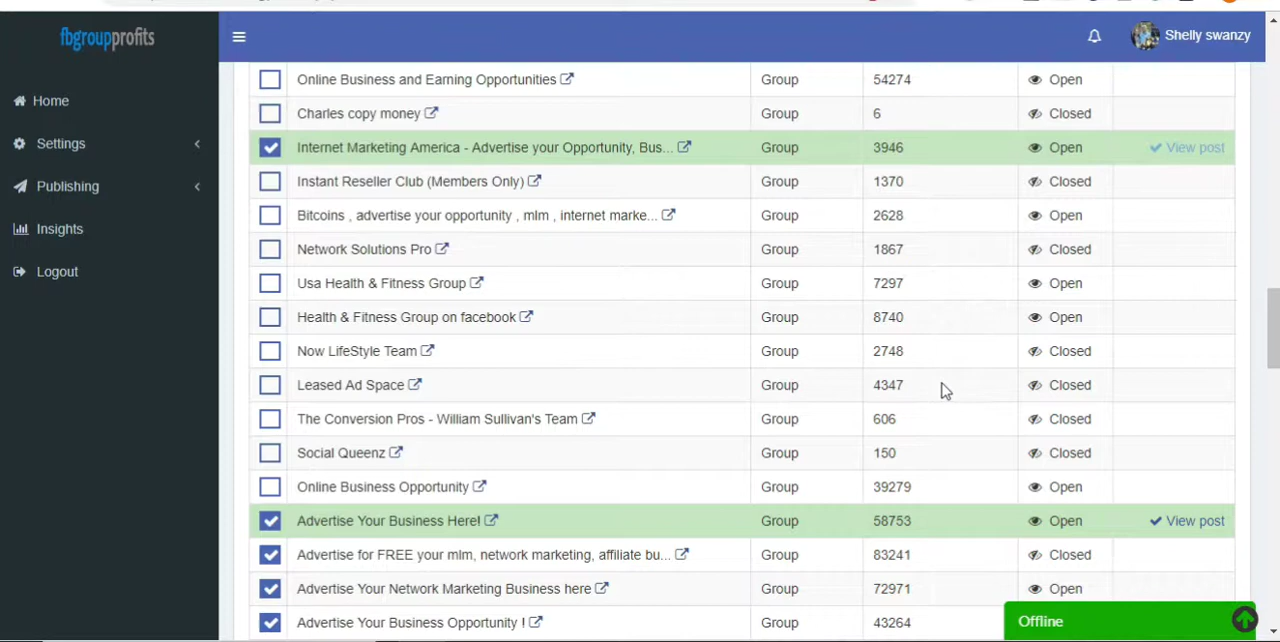 fbgroupprofits
Shelly swanzy
Home
Settings
Publishing
Insights
Logout
Online Business and Earning Opportunities Group 54274 Open
Charles copy money Group 6 Closed
Internet Marketing America - Advertise your Opportunity, Bus... Group 3946 Open View post
Instant Reseller Club (Members Only) Group 1370 Closed
Bitcoins , advertise your opportunity , mlm , internet marke... Group 2628 Open
Network Solutions Pro Group 1867 Closed
Usa Health & Fitness Group Group 7297 Open
Health & Fitness Group on facebook Group 8740 Open
Now LifeStyle Team Group 2748 Closed
Leased Ad Space Group 4347 Closed
The Conversion Pros - William Sullivan's Team Group 606 Closed
Social Queenz Group 150 Closed
Online Business Opportunity Group 39279 Open
Advertise Your Business Here! Group 58753 Open View post
Advertise for FREE your mlm, network marketing, affiliate bu... Group 83241 Closed
Advertise Your Network Marketing Business here Group 72971 Open
Advertise Your Business Opportunity ! Group 43264
Offline